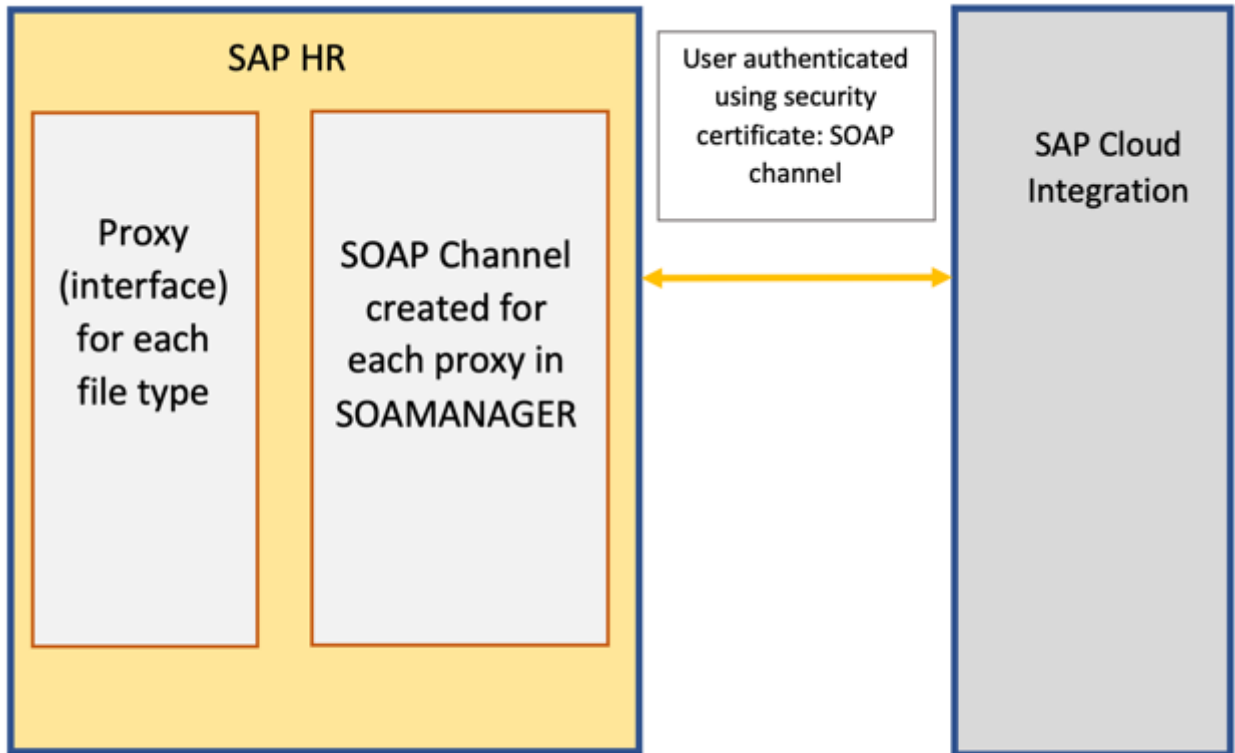 SAP HR
Proxy
(interface)
for each
file type
SOAP Channel
created for
each proxy in
SOAMANAGER
User authenticated
using security
certificate: SOAP
channel
SAP Cloud
Integration